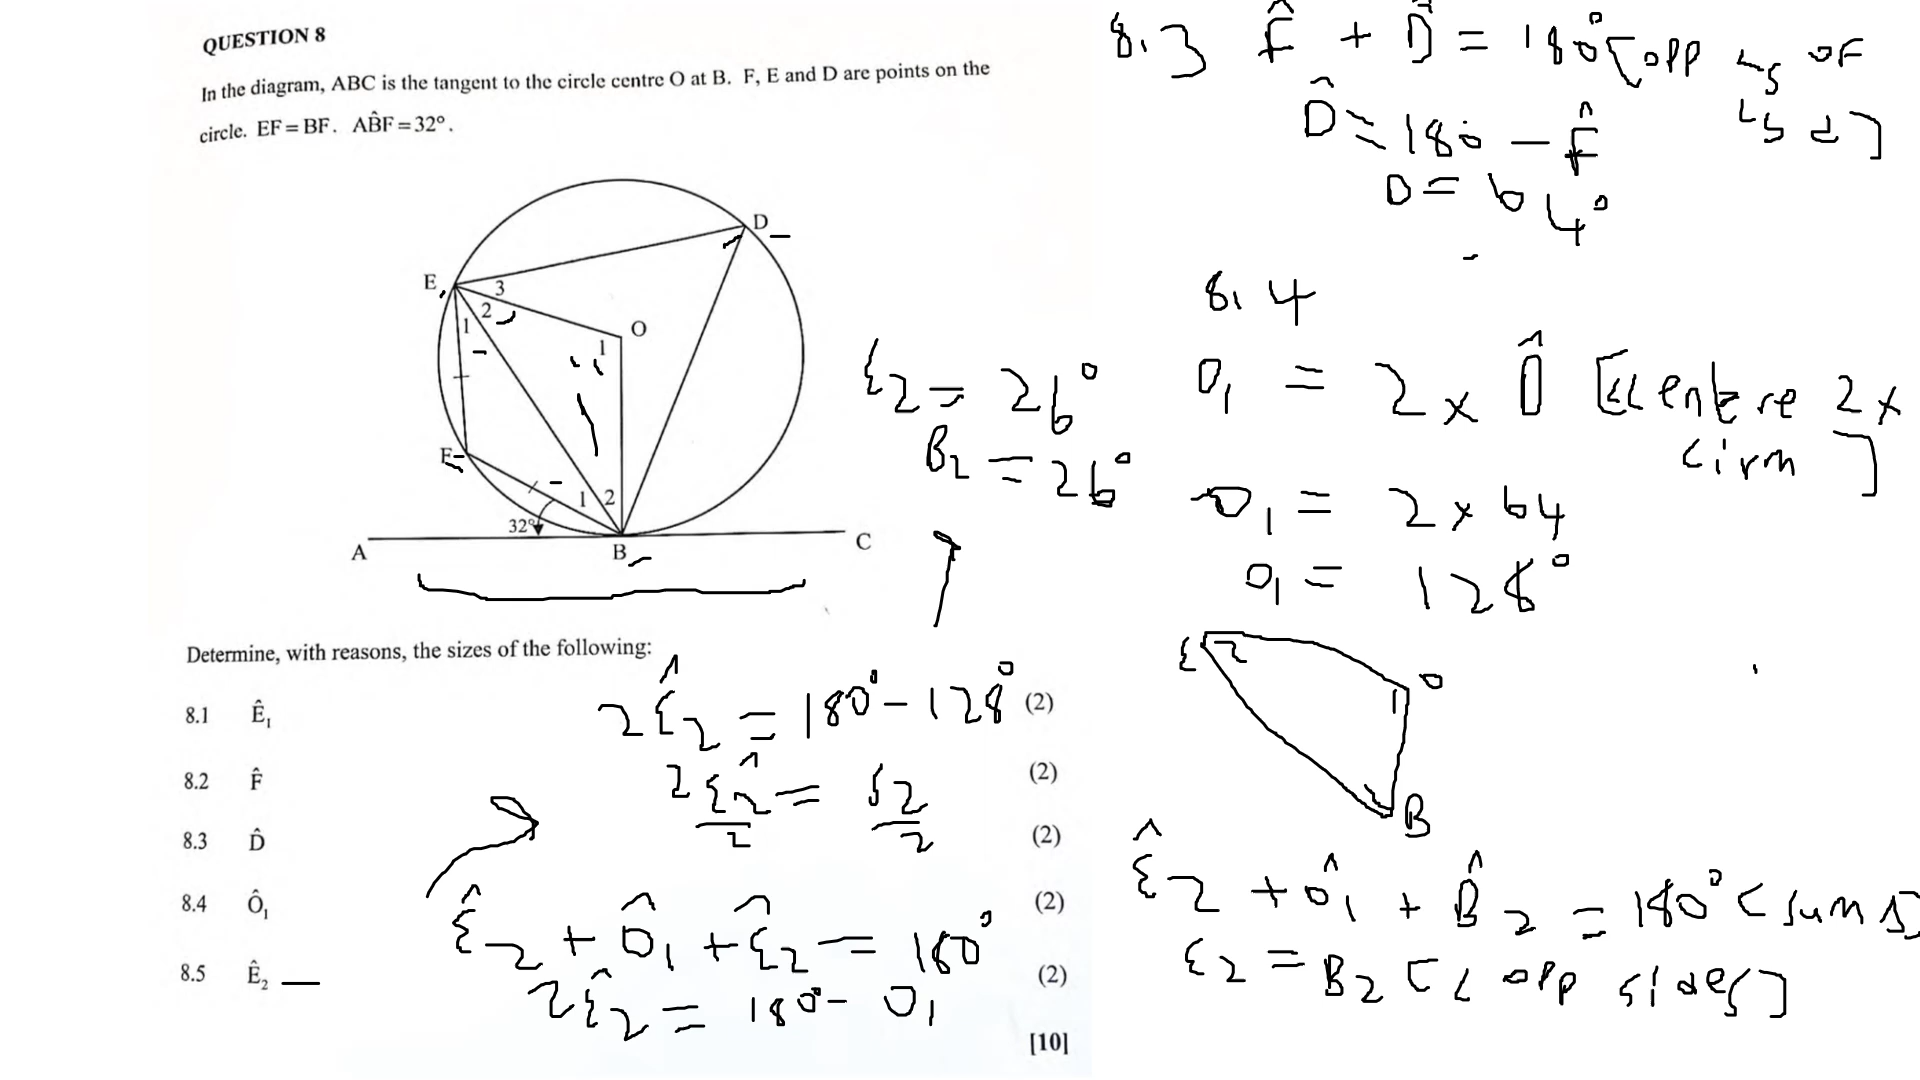 QUESTION 8
In the diagram, ABC is the tangent to the circle centre O at B. F, E and D are points on the
circle. EF = BF. AB̂F = 32°.
D
E
3
2
1
O
1
F
1 2
32°
A
B
C
Determine, with reasons, the sizes of the following:
8.1 Ê₁ (2)
8.2 F̂ (2)
8.3 D̂ (2)
8.4 Ô₁ (2)
8.5 Ê₂ (2)
[10]
2Ê₂ = 180° - 128°
2Ê₂ = 52
2 2
Ê₂ + Ô₁ + Ê₂ = 180°
2Ê₂ = 180° - O₁
E₂ = 26°
B₂ = 26°
8.3 F̂ + D̂ = 180° [opp ∠s of
D̂ = 180 - F̂
D = 64°
8.4
O₁ = 2 x
centre 2x
circm ]
O₁ = 2 x 64
O₁ = 128°
E 2
O
1
B
Ê₂ + Ô₁ + B̂₂ = 180° (sum Δ]
E₂ = B₂ [∠ opp sides]